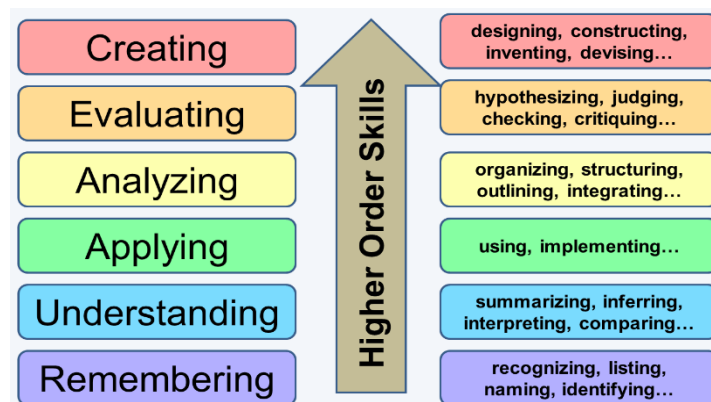 Creating
designing, constructing,
inventing, devising…
Evaluating
hypothesizing, judging,
checking, critiquing…
Analyzing
organizing, structuring,
outlining, integrating…
Applying
using, implementing…
Understanding
summarizing, inferring,
interpreting, comparing…
Remembering
recognizing, listing,
naming, identifying…
Higher Order Skills